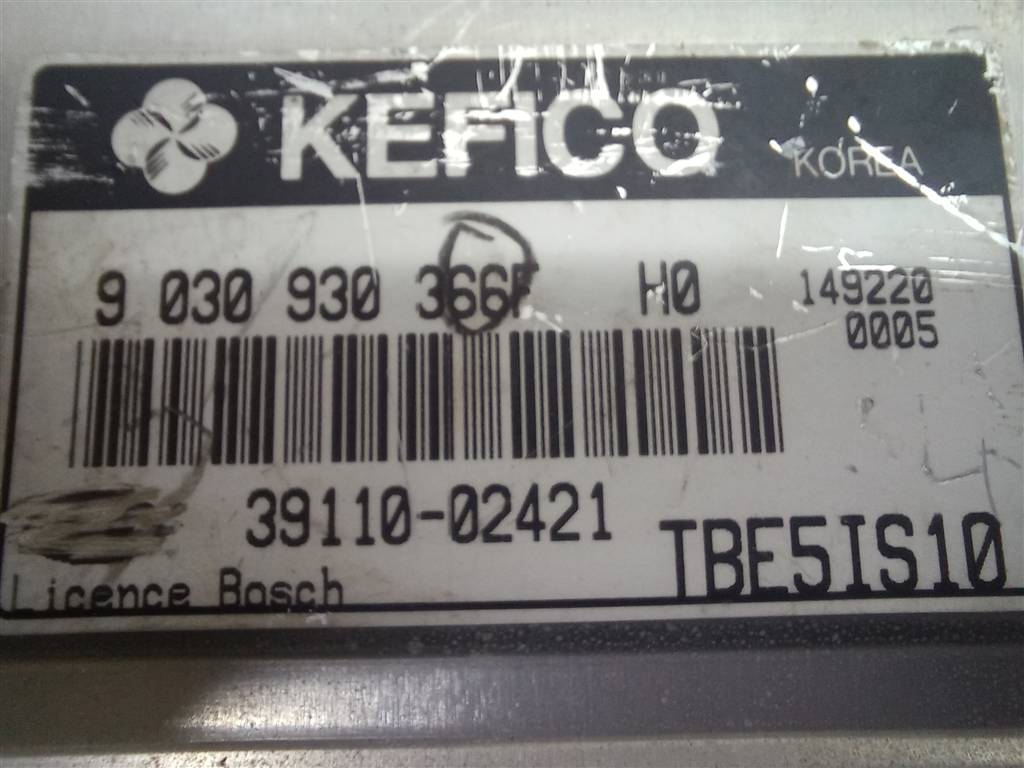 KEFICO KOREA
9 030 930 366F H0 149220
0005
39110-02421
TBE5IS10
Licence Bosch